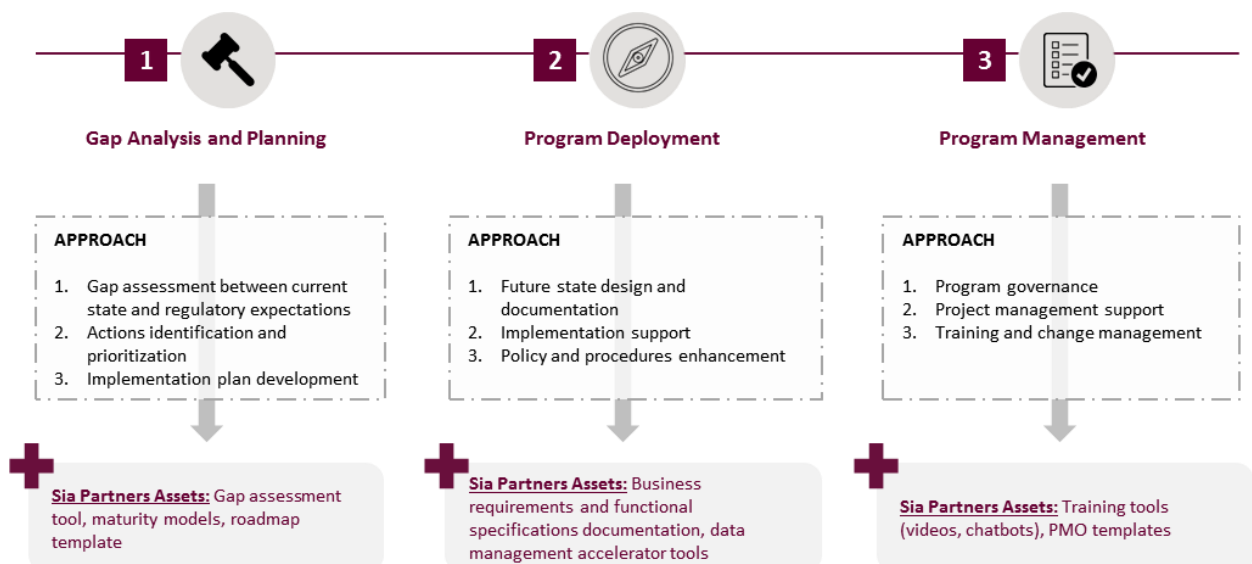 1
Gap Analysis and Planning
APPROACH
1. Gap assessment between current
state and regulatory expectations
2. Actions identification and
prioritization
3. Implementation plan development
Sia Partners Assets: Gap assessment
tool, maturity models, roadmap
template
2
Program Deployment
APPROACH
1. Future state design and
documentation
2. Implementation support
3. Policy and procedures enhancement
Sia Partners Assets: Business
requirements and functional
specifications documentation, data
management accelerator tools
3
Program Management
APPROACH
1. Program governance
2. Project management support
3. Training and change management
Sia Partners Assets: Training tools
(videos, chatbots), PMO templates